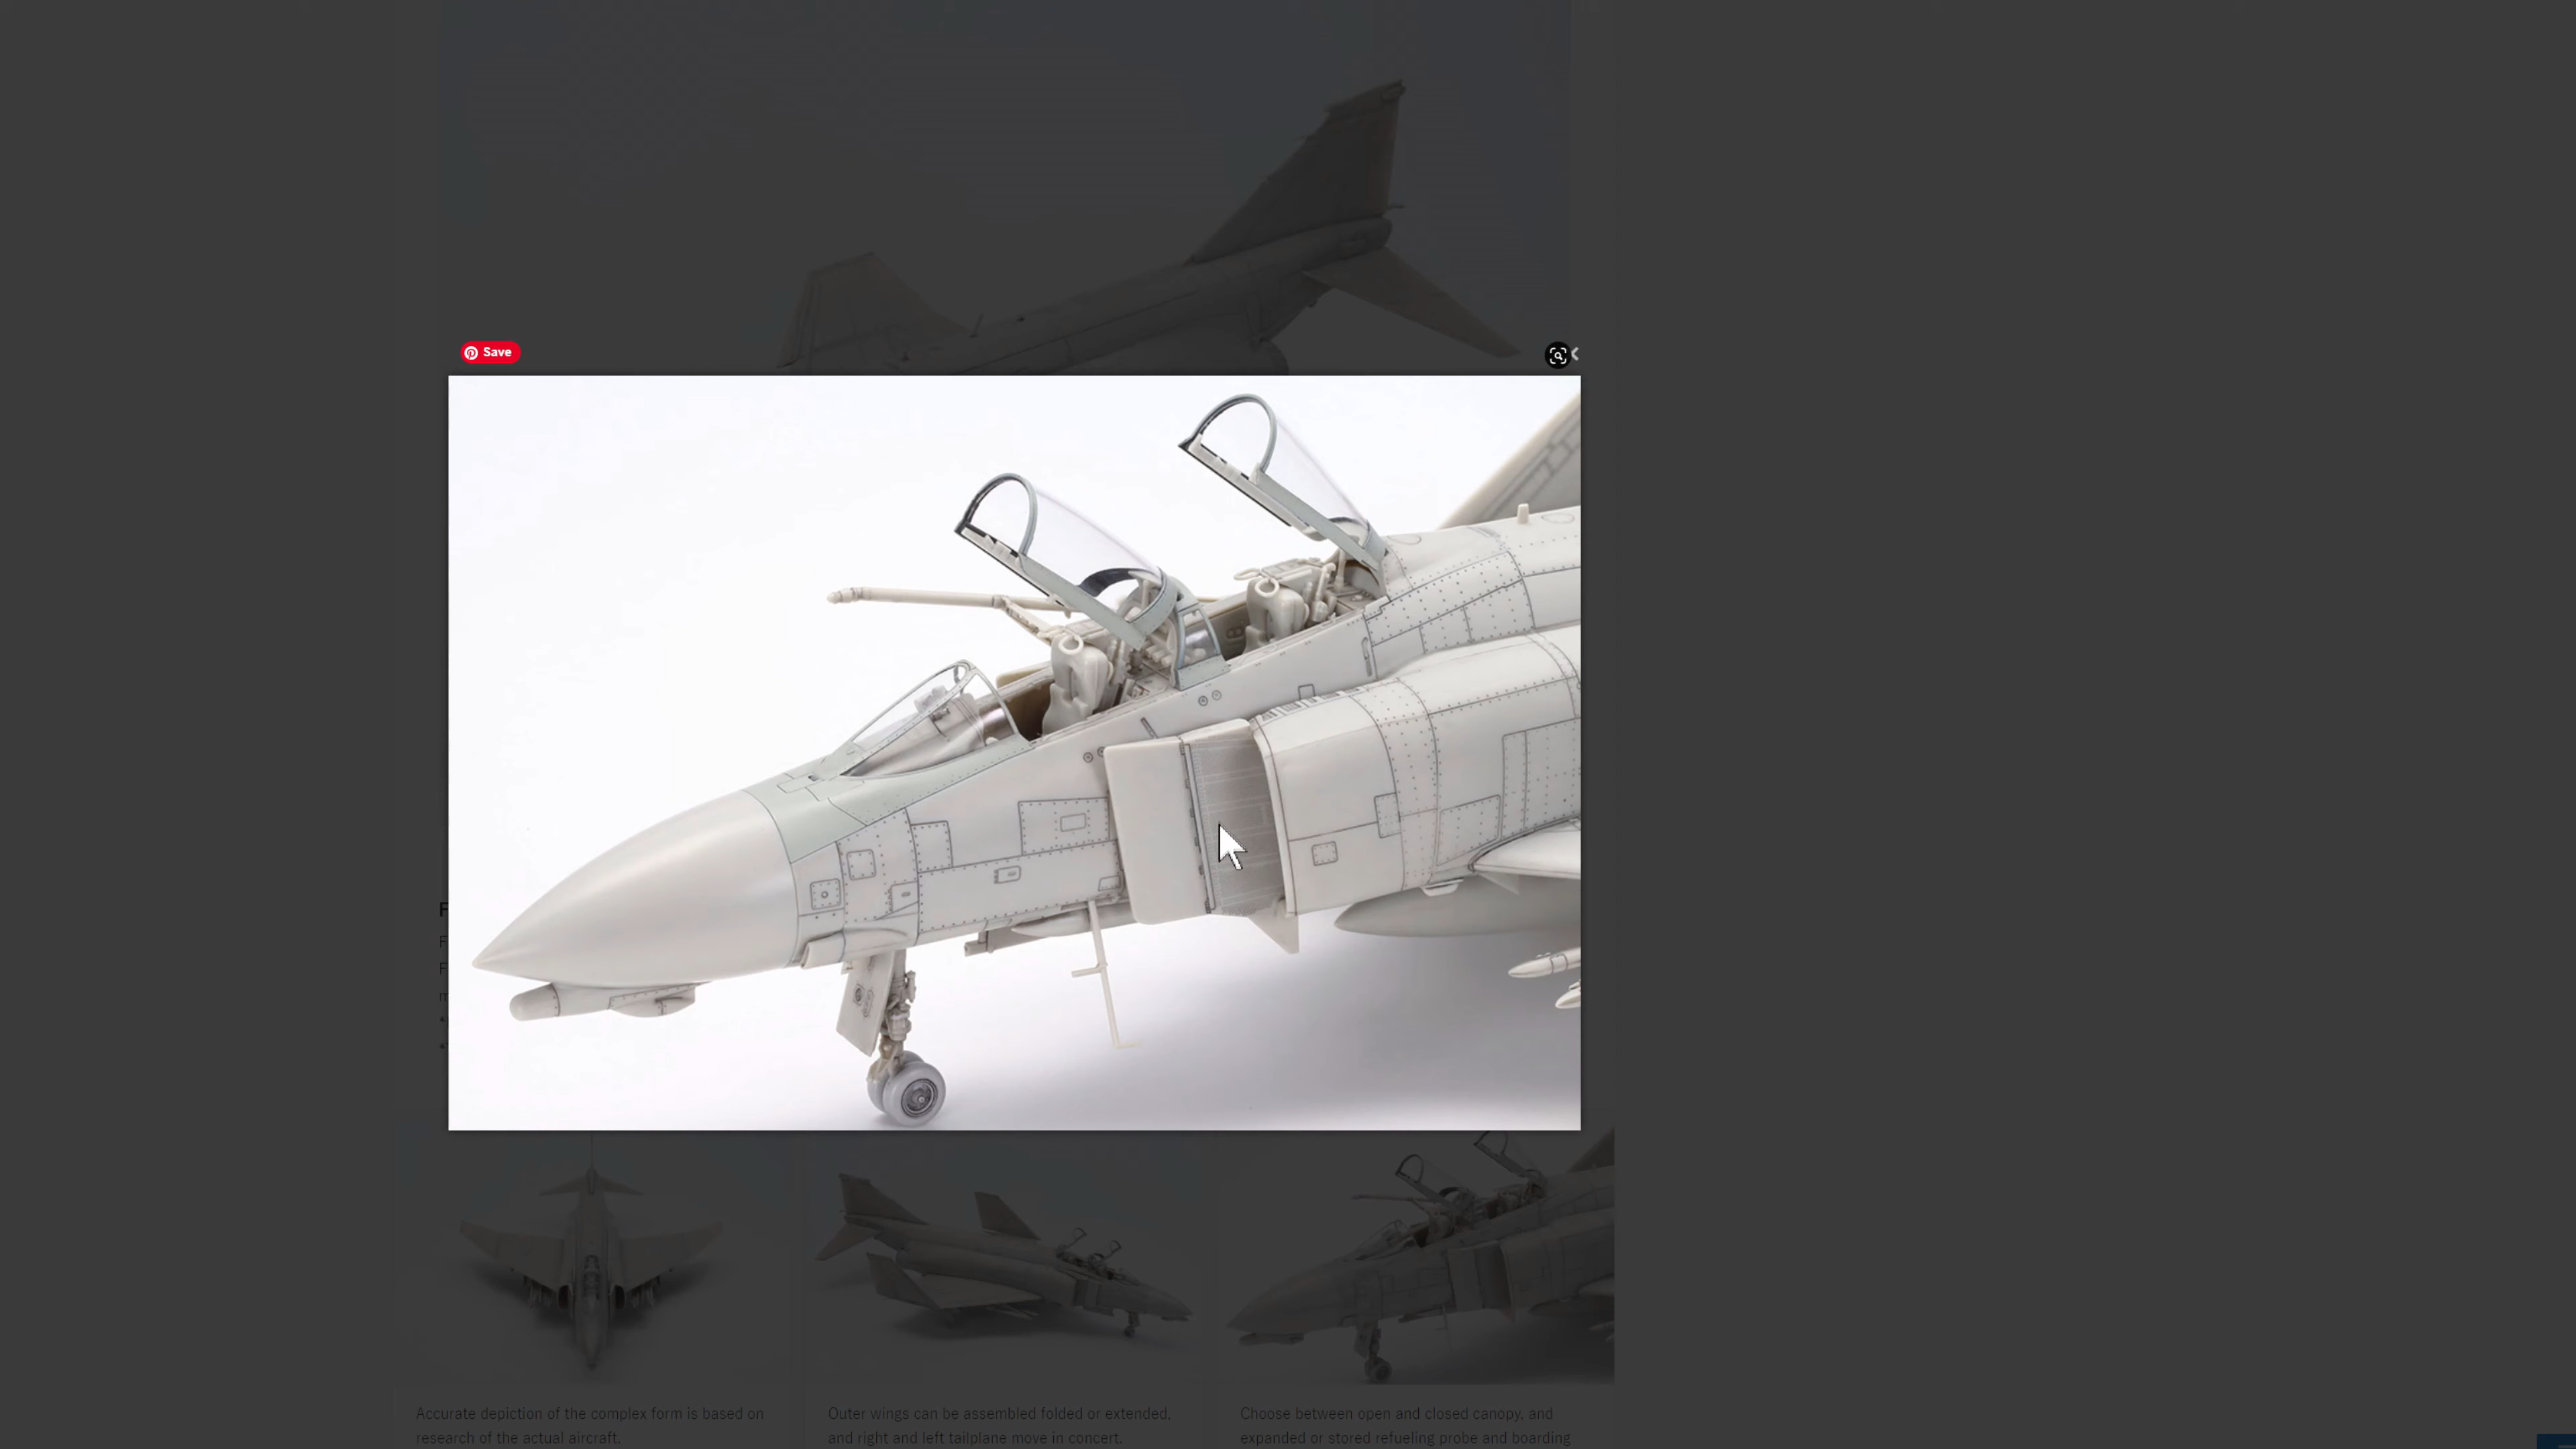 Save
F
F
F
m
*
*
Accurate depiction of the complex form is based on
research of the actual aircraft.
Outer wings can be assembled folded or extended,
and right and left tailplane move in concert.
Choose between open and closed canopy, and
expanded or stored refueling probe and boarding